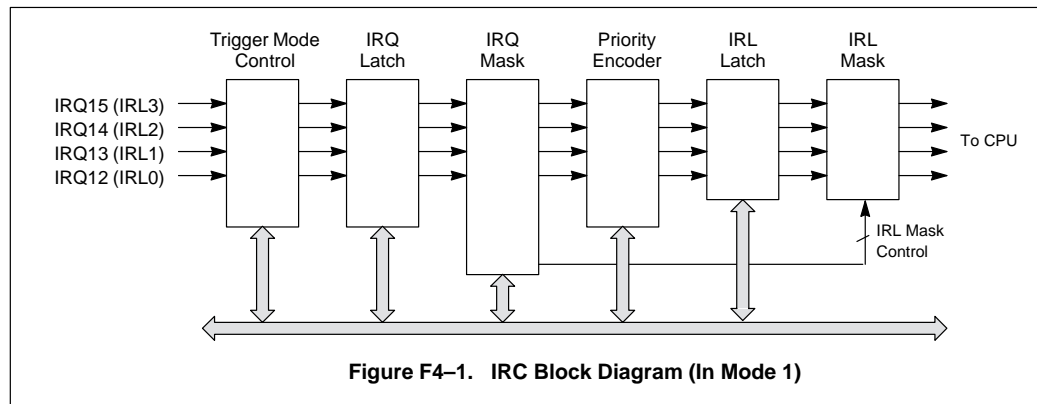 Trigger Mode
Control
IRQ
Latch
IRQ
Mask
Priority
Encoder
IRL
Latch
IRL
Mask
IRQ15 (IRL3)
IRQ14 (IRL2)
IRQ13 (IRL1)
IRQ12 (IRL0)
To CPU
IRL Mask
Control
Figure F4–1. IRC Block Diagram (In Mode 1)